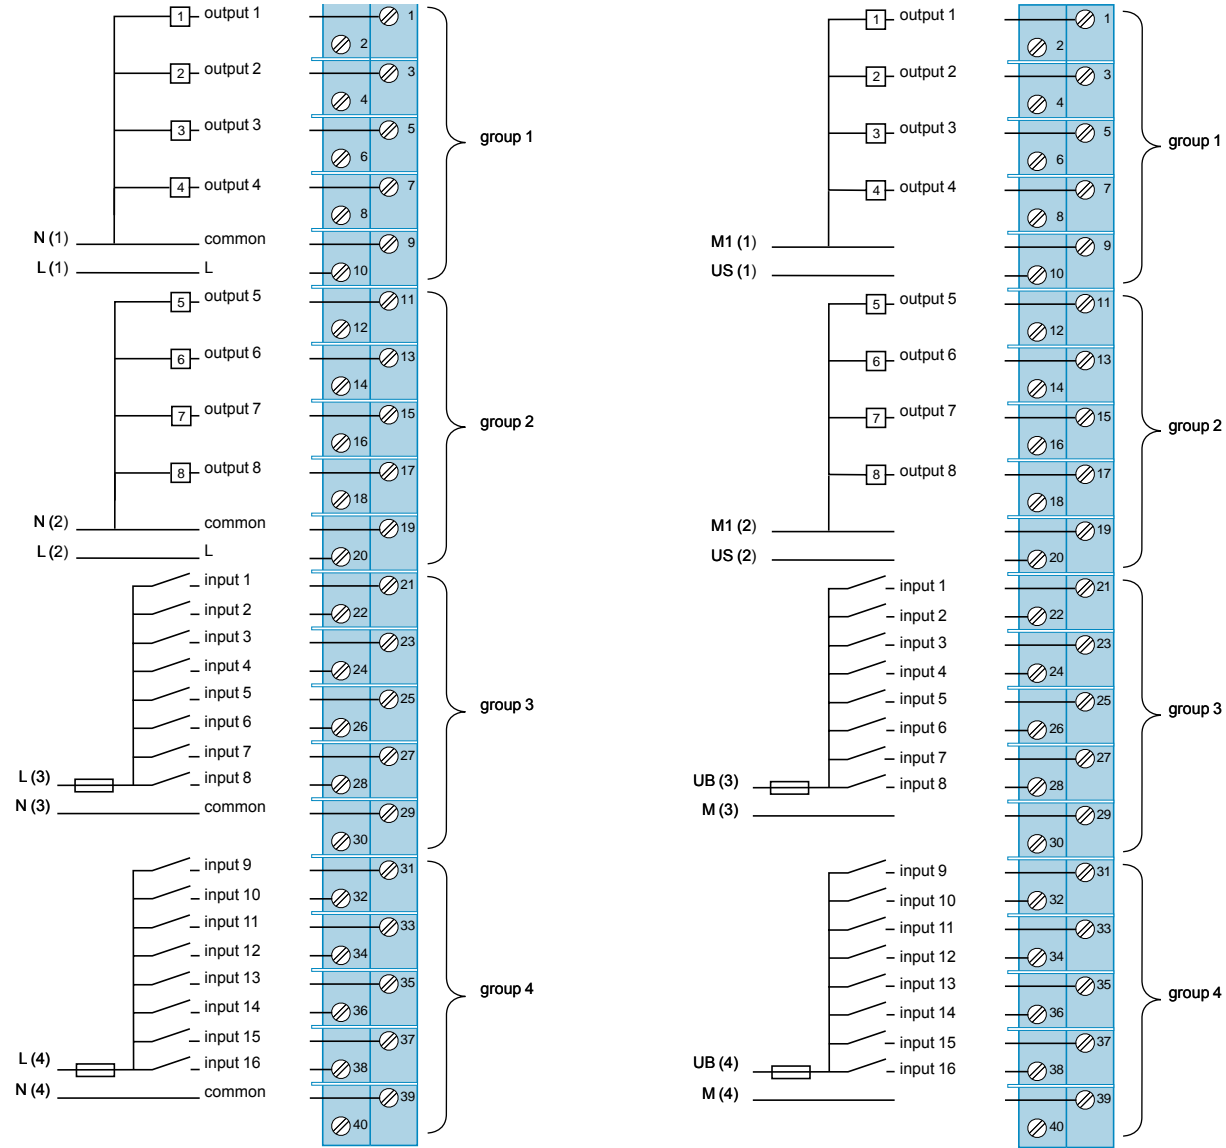 1 output 1 1
2
2 output 2 3
4
3 output 3 5
6
group 1
4 output 4 7
8
N (1) common 9
L (1) L 10
5 output 5 11
12
6 output 6 13
14
7 output 7 15
16
group 2
8 output 8 17
18
N (2) common 19
L (2) L 20
input 1 21
input 2 22
input 3 23
input 4 24
input 5 25
group 3
input 6 26
input 7 27
L (3) input 8 28
N (3) common 29
30
input 9 31
input 10 32
input 11 33
input 12 34
input 13 35
group 4
input 14 36
input 15 37
L (4) input 16 38
N (4) common 39
40
1 output 1 1
2
2 output 2 3
4
3 output 3 5
group 1
6
4 output 4 7
8
M1 (1) 9
US (1) 10
5 output 5 11
12
6 output 6 13
14
7 output 7 15
group 2
16
8 output 8 17
18
M1 (2) 19
US (2) 20
input 1 21
input 2 22
input 3 23
input 4 24
input 5 25
group 3
input 6 26
input 7 27
UB (3) input 8 28
M (3) 29
30
input 9 31
input 10 32
input 11 33
input 12 34
input 13 35
group 4
input 14 36
input 15 37
UB (4) input 16 38
M (4) 39
40